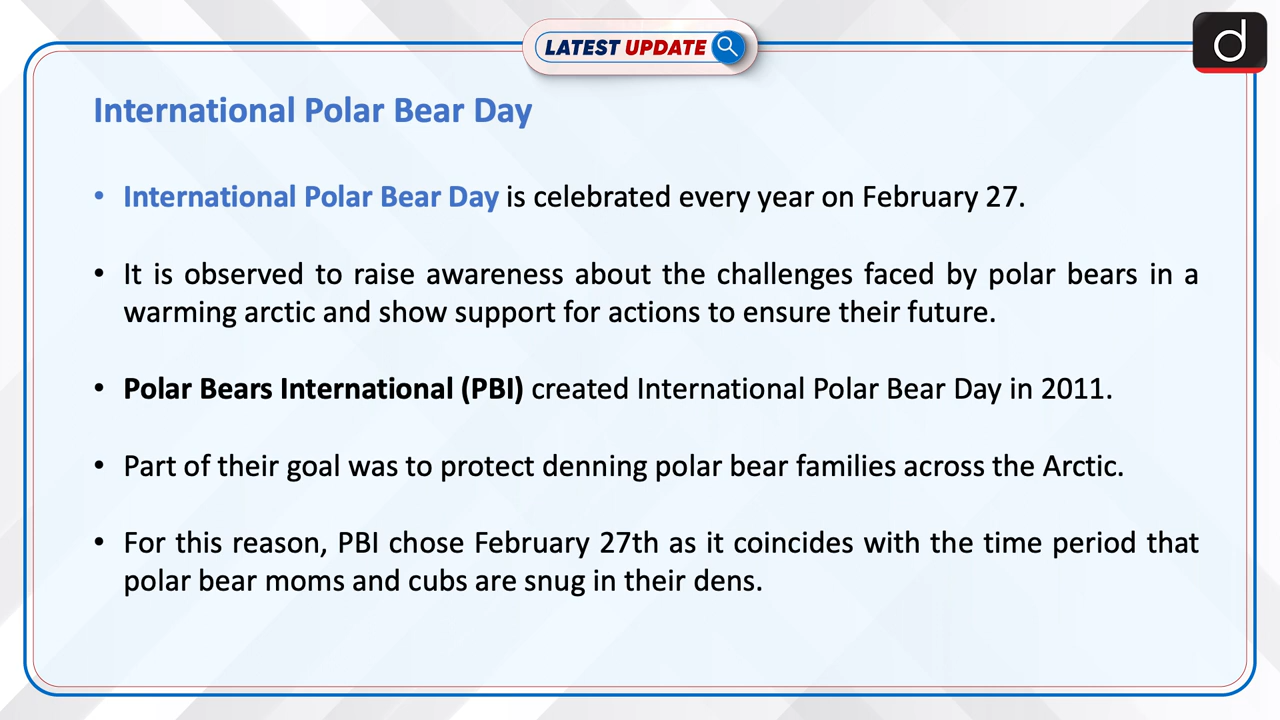 LATEST UPDATE
d
International Polar Bear Day
• International Polar Bear Day is celebrated every year on February 27.
• It is observed to raise awareness about the challenges faced by polar bears in a
warming arctic and show support for actions to ensure their future.
• Polar Bears International (PBI) created International Polar Bear Day in 2011.
• Part of their goal was to protect denning polar bear families across the Arctic.
• For this reason, PBI chose February 27th as it coincides with the time period that
polar bear moms and cubs are snug in their dens.